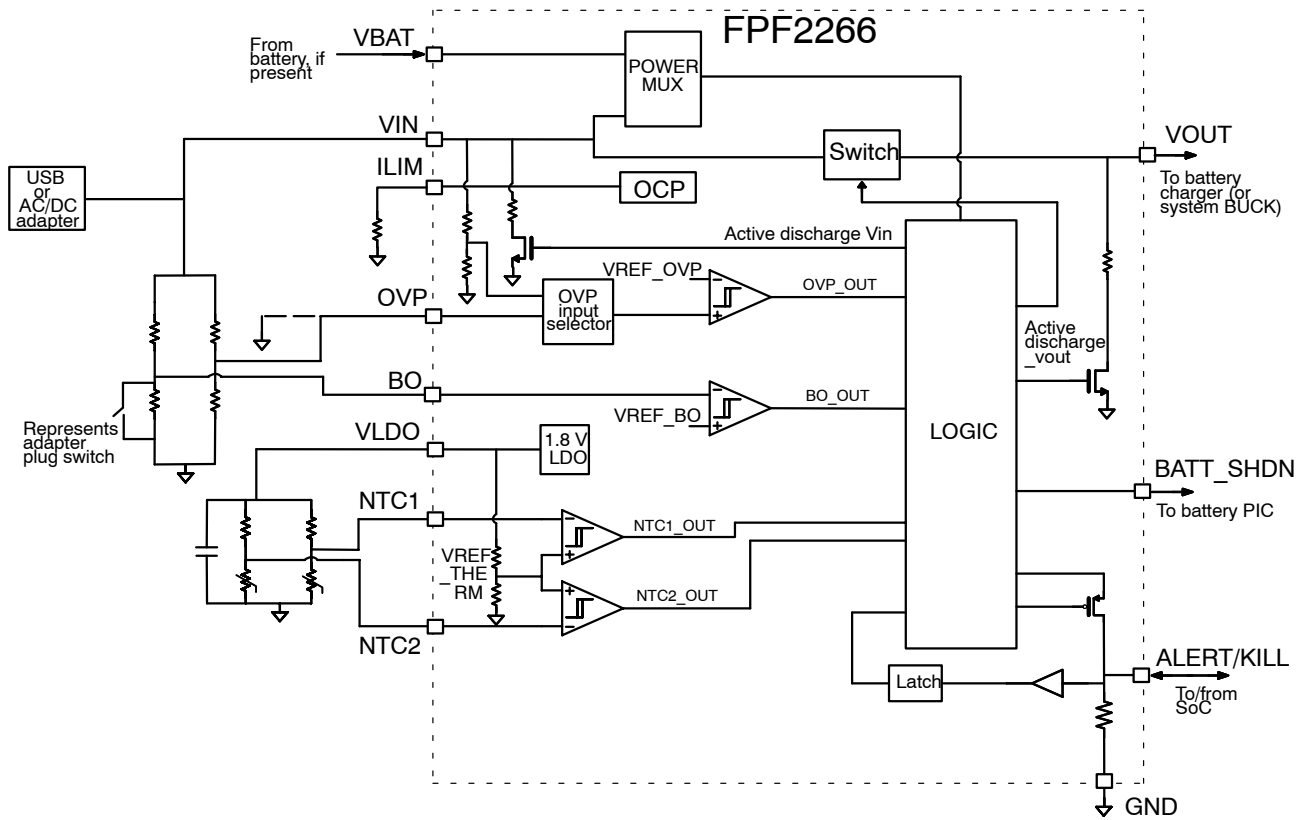 FPF2266
From
battery, if
present
VBAT
POWER
MUX
VIN
Switch
VOUT
To battery
charger (or
system BUCK)
USB
or
AC/DC
adapter
ILIM
OCP
Active discharge Vin
VREF_OVP
−
+
OVP_OUT
OVP
OVP
input
selector
Active
discharge
_vout
BO
−
VREF_BO
+
BO_OUT
LOGIC
Represents
adapter
plug switch
VLDO
1.8 V
LDO
BATT_SHDN
To battery PIC
NTC1
−
+
NTC1_OUT
VREF
_THE
RM
+
−
NTC2_OUT
NTC2
Latch
ALERT/KILL
To/from
SoC
GND